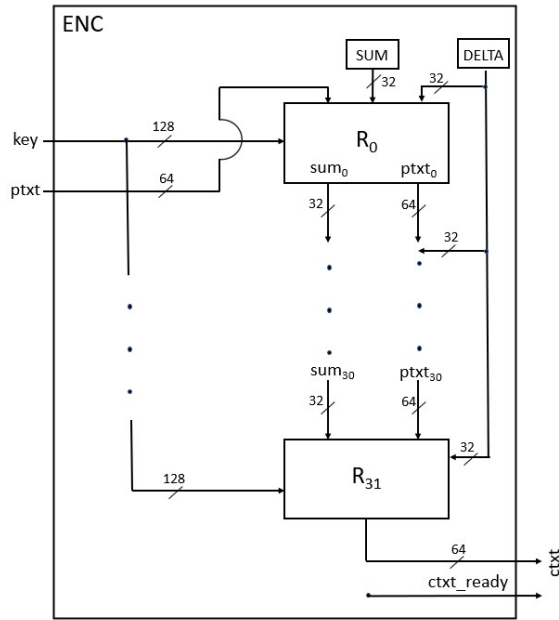 ENC
SUM
DELTA
32
32
key
128
R0
ptxt
64
sum0
ptxt0
32
64
32
sum30
ptxt30
32
64
32
128
R31
64
ctxt
ctxt_ready